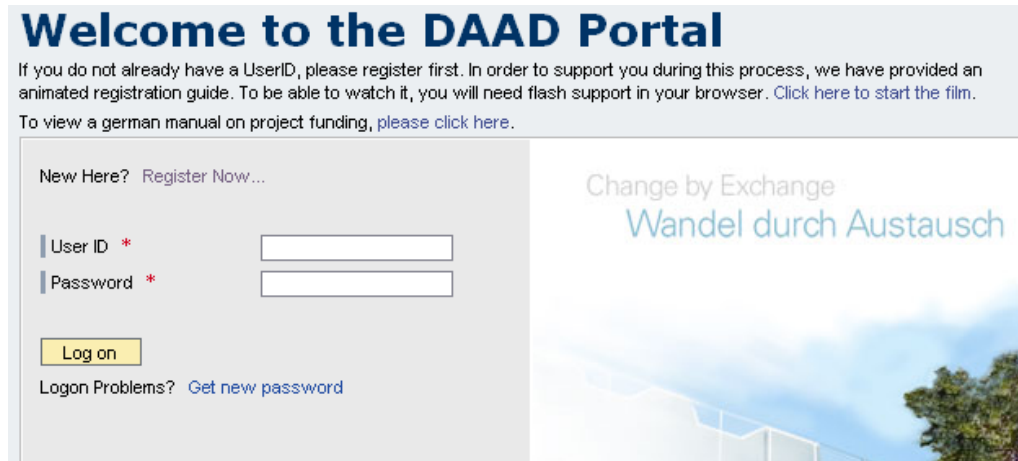 Welcome to the DAAD Portal
If you do not already have a UserID, please register first. In order to support you during this process, we have provided an
animated registration guide. To be able to watch it, you will need flash support in your browser. Click here to start the film.
To view a german manual on project funding, please click here.
New Here? Register Now...
Change by Exchange
Wandel durch Austausch
User ID *
Password *
Log on
Logon Problems? Get new password